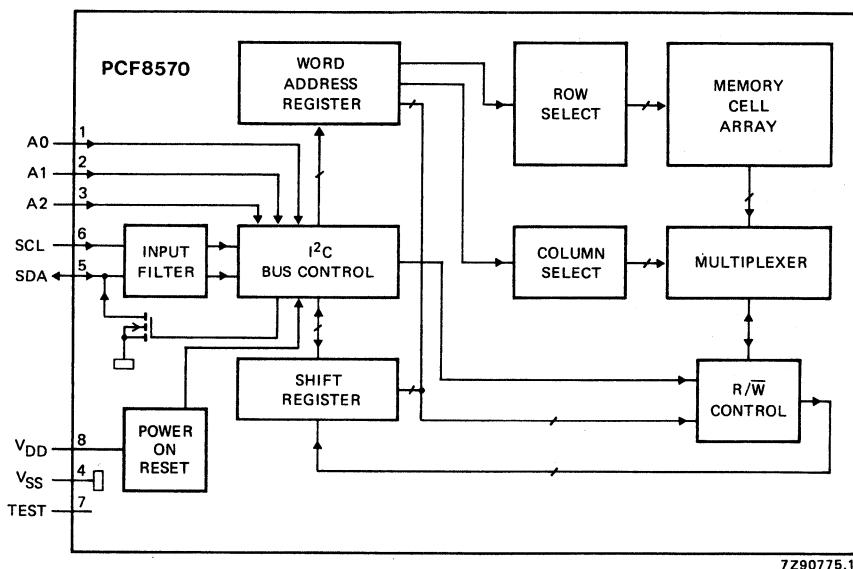 PCF8570
WORD
ADDRESS
REGISTER
ROW
SELECT
MEMORY
CELL
ARRAY
A0 1
A1 2
A2 3
SCL 6
SDA 5
INPUT
FILTER
I²C
BUS CONTROL
COLUMN
SELECT
MULTIPLEXER
SHIFT
REGISTER
R/W̅
CONTROL
POWER
ON
RESET
VDD 8
VSS 4
TEST 7
7Z90775.1